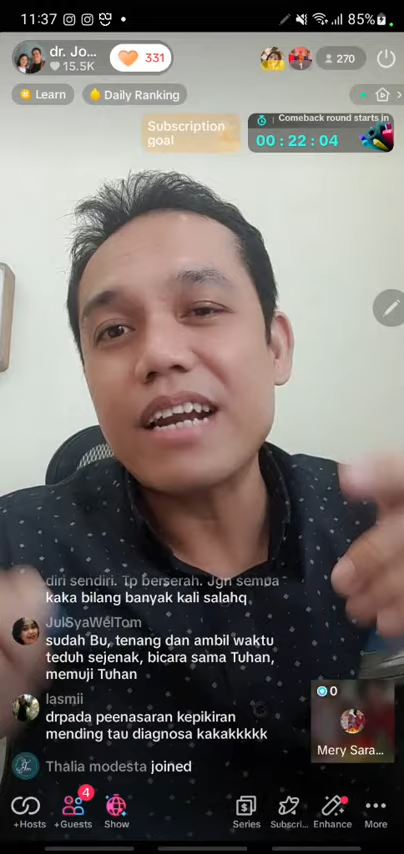 11:37
85%
dr. Jo...
15.5K
331
270
Learn
Daily Ranking
Subscription
goal
Comeback round starts in
00 : 22 : 04
diri sendiri. Tp berserah. Jgn sempa
kaka bilang banyak kali salahq
JulSyaWelTom
sudah Bu, tenang dan ambil waktu
teduh sejenak, bicara sama Tuhan,
memuji Tuhan
lasmii
drpada peenasaran kepikiran
mending tau diagnosa kakakkkkk
Thalia modesta joined
0
Mery Sara...
4
+Hosts
+Guests
Show
Series
Subscri...
Enhance
More